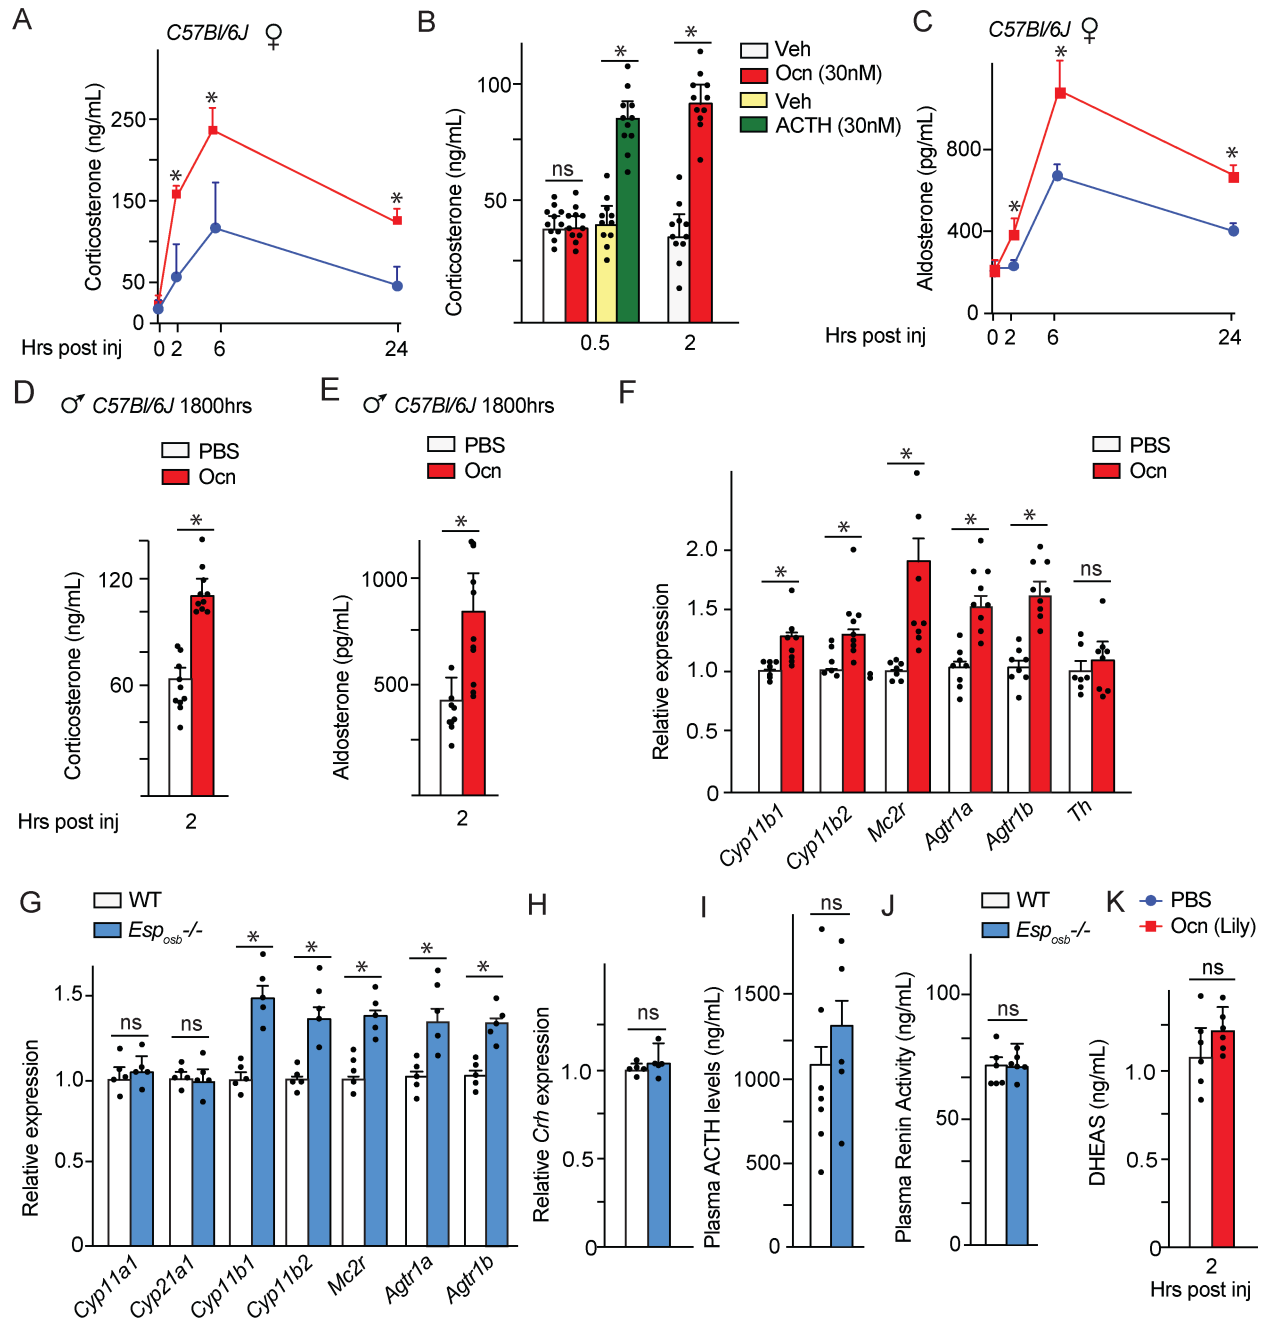 A
C57Bl/6J ♀
Corticosterone (ng/mL)
250
150
50
0
Hrs post inj
0 2 6 24
*
*
*
B
Corticosterone (ng/mL)
100
50
ns
*
*
0.5 2
Veh
Ocn (30nM)
Veh
ACTH (30nM)
C
C57Bl/6J ♀
Aldosterone (pg/mL)
800
400
0
*
*
*
Hrs post inj
0 2 6 24
D
♂ C57Bl/6J 1800hrs
PBS
Ocn
*
Corticosterone (ng/mL)
120
60
Hrs post inj 2
E
♂ C57Bl/6J 1800hrs
PBS
Ocn
*
Aldosterone (pg/mL)
1000
500
2
F
PBS
Ocn
Relative expression
2.0
1.5
1.0
0.5
0
* * * * * ns
Cyp11b1 Cyp11b2 Mc2r Agtr1a Agtr1b Th
G
WT
Esposb-/-
Relative expression
1.5
1.0
0.5
0
ns ns * * * * *
Cyp11a1 Cyp21a1 Cyp11b1 Cyp11b2 Mc2r Agtr1a Agtr1b
H
Relative Crh expression
1.0
0.5
0
ns
I
Plasma ACTH levels (ng/mL)
1500
1000
500
0
ns
J
WT
Esposb-/-
Plasma Renin Activity (ng/mL)
100
50
0
ns
K
PBS
Ocn (Lily)
ns
DHEAS (ng/mL)
1.0
0.5
0
2
Hrs post inj